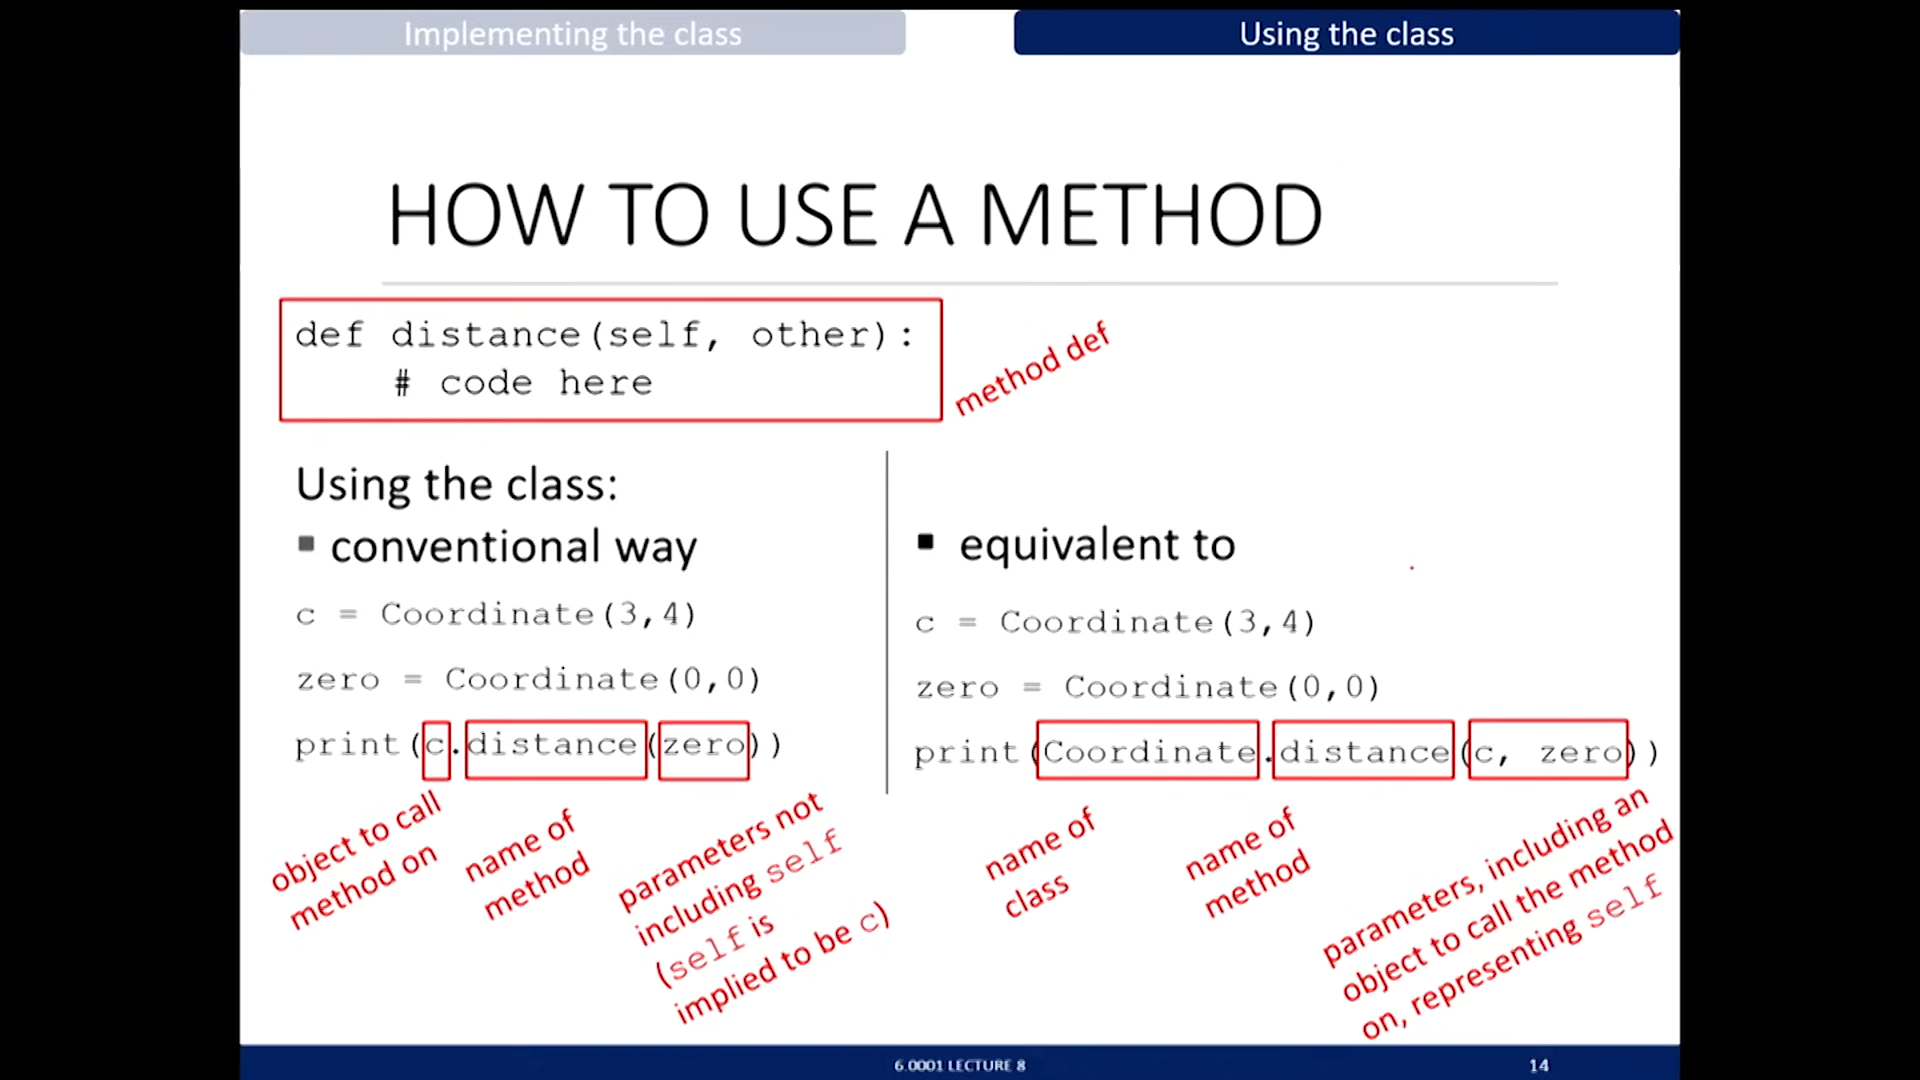 Implementing the class
Using the class
HOW TO USE A METHOD
def distance(self, other):
# code here
method def
Using the class:
▪ conventional way
c = Coordinate(3,4)
zero = Coordinate(0,0)
print(c.distance(zero))
object to call
method on
name of
method
parameters not
including self
(self is
implied to be c)
▪ equivalent to
c = Coordinate(3,4)
zero = Coordinate(0,0)
print(Coordinate.distance(c, zero))
name of
class
name of
method
parameters, including an
object to call the method
on, representing self
6.0001 LECTURE 8
14